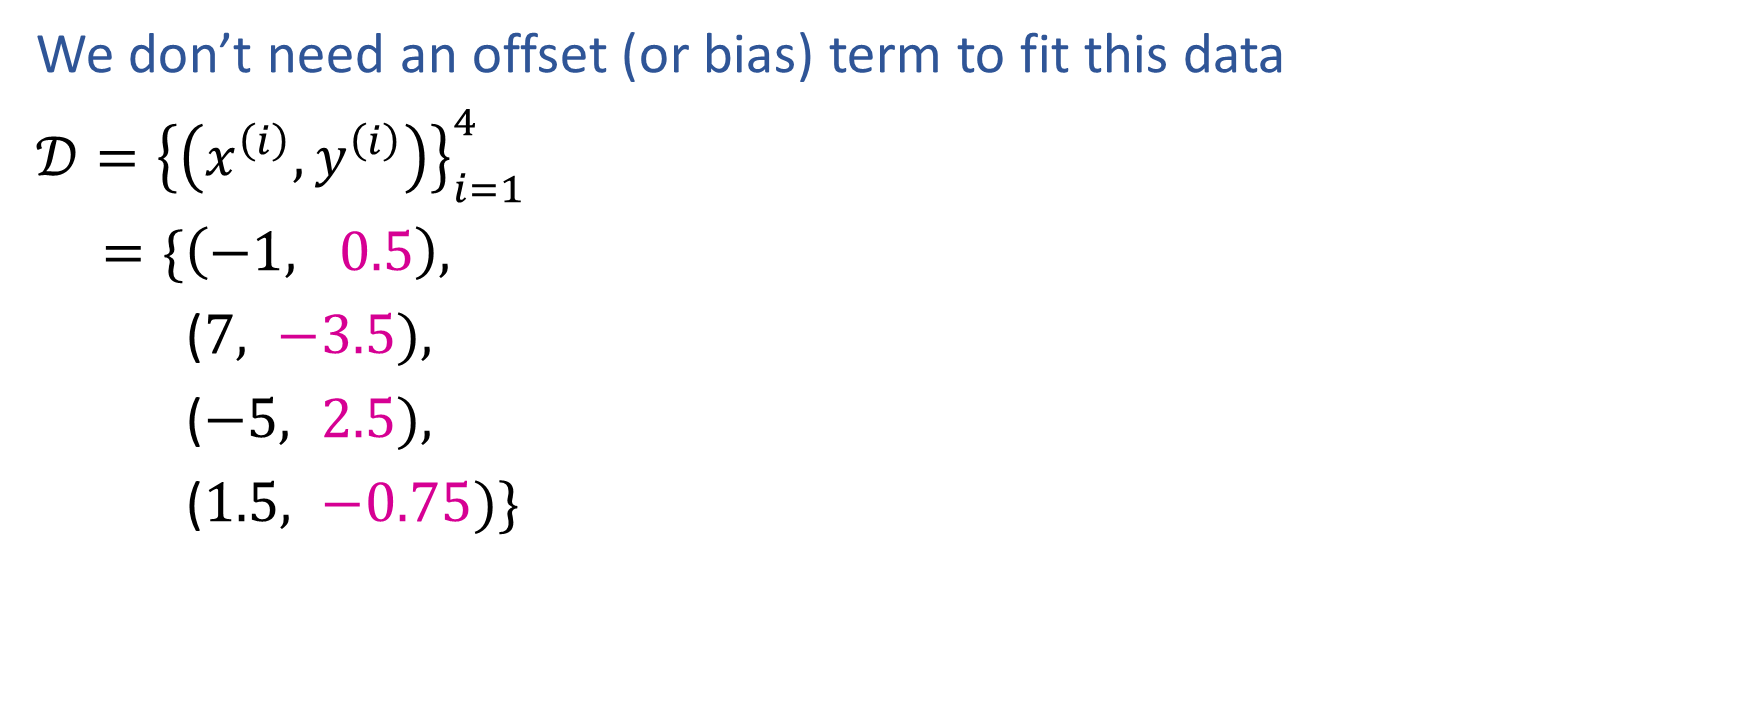 We don’t need an offset (or bias) term to fit this data
𝒟 = {(x^(i), y^(i))}_{i=1}^4
= {(−1, 0.5),
(7, −3.5),
(−5, 2.5),
(1.5, −0.75)}